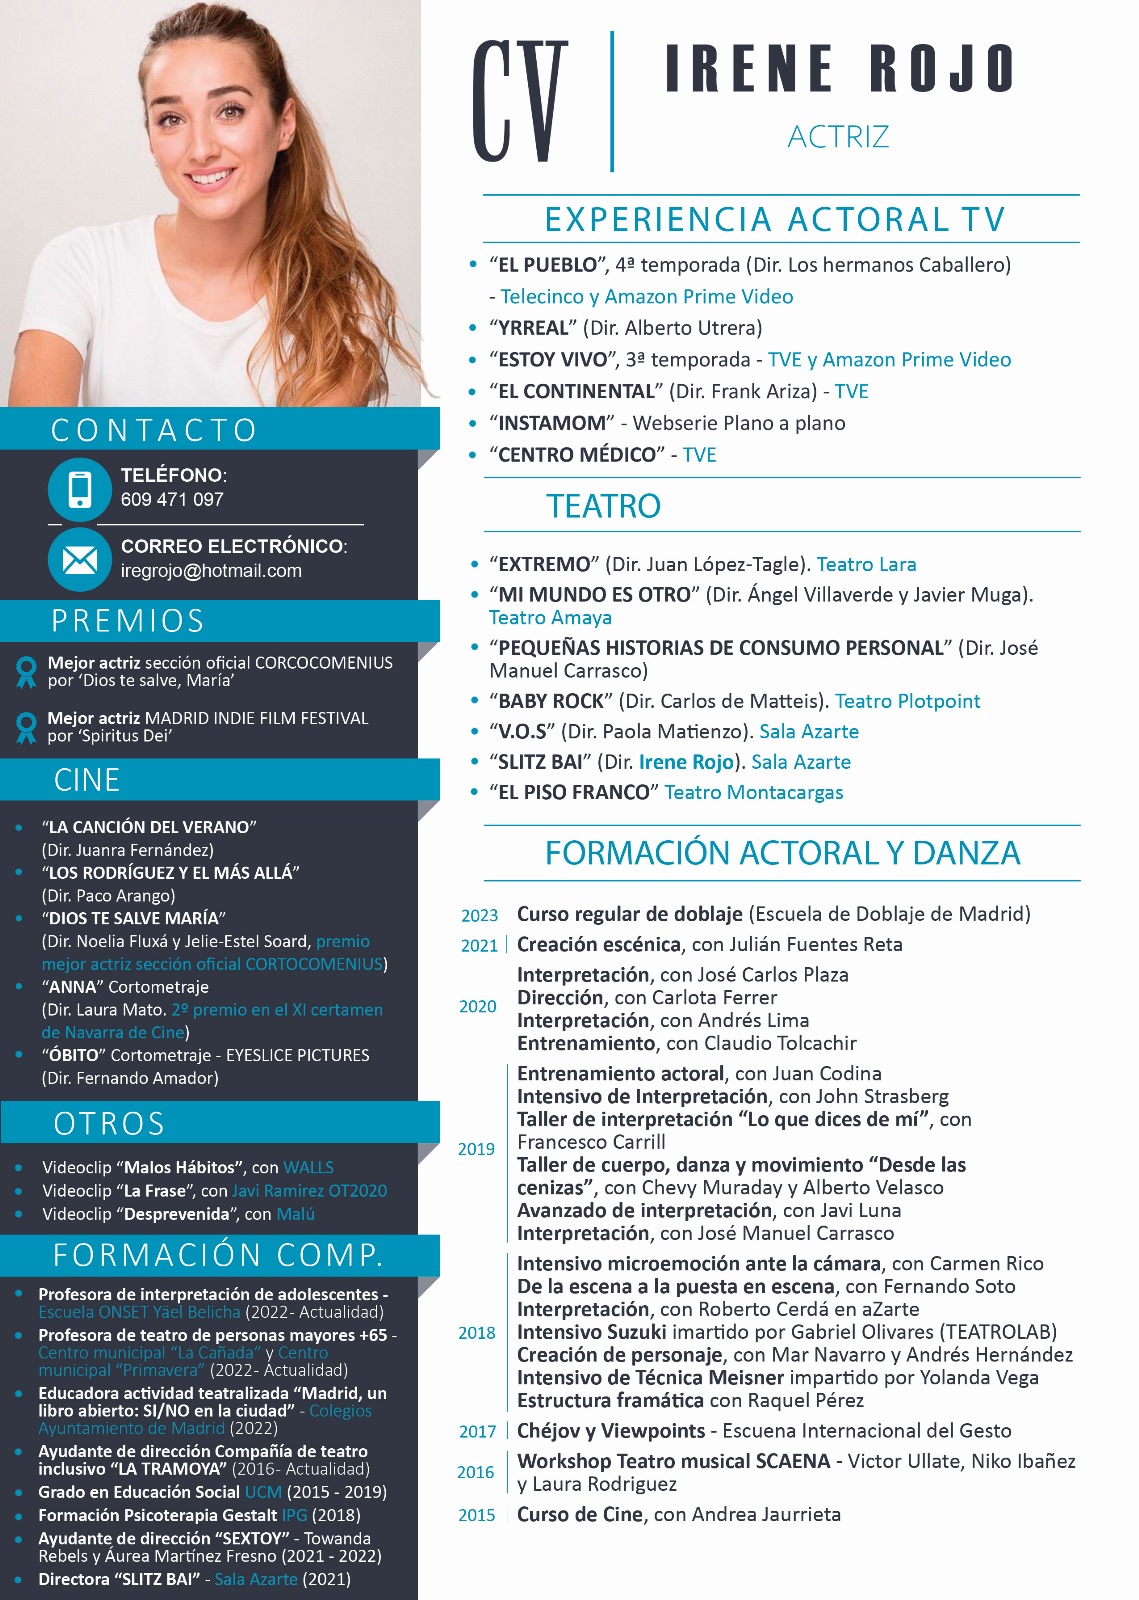 CV
IRENE ROJO
ACTRIZ
CONTACTO
TELÉFONO:
609 471 097
CORREO ELECTRÓNICO:
iregrojo@hotmail.com
PREMIOS
Mejor actriz sección oficial CORCOCOMENIUS
por ‘Dios te salve, María’
Mejor actriz MADRID INDIE FILM FESTIVAL
por ‘Spiritus Dei’
CINE
• “LA CANCIÓN DEL VERANO”
(Dir. Juanra Fernández)
• “LOS RODRÍGUEZ Y EL MÁS ALLÁ”
(Dir. Paco Arango)
• “DIOS TE SALVE MARÍA”
(Dir. Noelia Fluxá y Jelie-Estel Soard, premio
mejor actriz sección oficial CORTOCOMENIUS)
• “ANNA” Cortometraje
(Dir. Laura Mato. 2º premio en el XI certamen
de Navarra de Cine)
• “ÓBITO” Cortometraje - EYESLICE PICTURES
(Dir. Fernando Amador)
OTROS
• Videoclip “Malos Hábitos”, con WALLS
• Videoclip “La Frase”, con Javi Ramirez OT2020
• Videoclip “Desprevenida”, con Malú
FORMACIÓN COMP.
• Profesora de interpretación de adolescentes -
Escuela ONSET Yäel Belicha (2022- Actualidad)
• Profesora de teatro de personas mayores +65 -
Centro municipal “La Cañada” y Centro
municipal “Primavera” (2022- Actualidad)
• Educadora actividad teatralizada “Madrid, un
libro abierto: SI/NO en la ciudad” - Colegios
Ayuntamiento de Madrid (2022)
• Ayudante de dirección Compañía de teatro
inclusivo “LA TRAMOYA” (2016- Actualidad)
• Grado en Educación Social UCM (2015 - 2019)
• Formación Psicoterapia Gestalt IPG (2018)
• Ayudante de dirección “SEXTOY” - Towanda
Rebels y Áurea Martínez Fresno (2021 - 2022)
• Directora “SLITZ BAI” - Sala Azarte (2021)
EXPERIENCIA ACTORAL TV
• “EL PUEBLO”, 4ª temporada (Dir. Los hermanos Caballero)
- Telecinco y Amazon Prime Video
• “YRREAL” (Dir. Alberto Utrera)
• “ESTOY VIVO”, 3ª temporada - TVE y Amazon Prime Video
• “EL CONTINENTAL” (Dir. Frank Ariza) - TVE
• “INSTAMOM” - Webserie Plano a plano
• “CENTRO MÉDICO” - TVE
TEATRO
• “EXTREMO” (Dir. Juan López-Tagle). Teatro Lara
• “MI MUNDO ES OTRO” (Dir. Ángel Villaverde y Javier Muga).
Teatro Amaya
• “PEQUEÑAS HISTORIAS DE CONSUMO PERSONAL” (Dir. José
Manuel Carrasco)
• “BABY ROCK” (Dir. Carlos de Matteis). Teatro Plotpoint
• “V.O.S” (Dir. Paola Matienzo). Sala Azarte
• “SLITZ BAI” (Dir. Irene Rojo). Sala Azarte
• “EL PISO FRANCO” Teatro Montacargas
FORMACIÓN ACTORAL Y DANZA
2023 Curso regular de doblaje (Escuela de Doblaje de Madrid)
2021 Creación escénica, con Julián Fuentes Reta
2020
Interpretación, con José Carlos Plaza
Dirección, con Carlota Ferrer
Interpretación, con Andrés Lima
Entrenamiento, con Claudio Tolcachir
2019
Entrenamiento actoral, con Juan Codina
Intensivo de Interpretación, con John Strasberg
Taller de interpretación “Lo que dices de mí”, con
Francesco Carrill
Taller de cuerpo, danza y movimiento “Desde las
cenizas”, con Chevy Muraday y Alberto Velasco
Avanzado de interpretación, con Javi Luna
Interpretación, con José Manuel Carrasco
2018
Intensivo microemoción ante la cámara, con Carmen Rico
De la escena a la puesta en escena, con Fernando Soto
Interpretación, con Roberto Cerdá en aZarte
Intensivo Suzuki imartido por Gabriel Olivares (TEATROLAB)
Creación de personaje, con Mar Navarro y Andrés Hernández
Intensivo de Técnica Meisner impartido por Yolanda Vega
Estructura framática con Raquel Pérez
2017 Chéjov y Viewpoints - Escuena Internacional del Gesto
2016 Workshop Teatro musical SCAENA - Victor Ullate, Niko Ibañez
y Laura Rodriguez
2015 Curso de Cine, con Andrea Jaurrieta